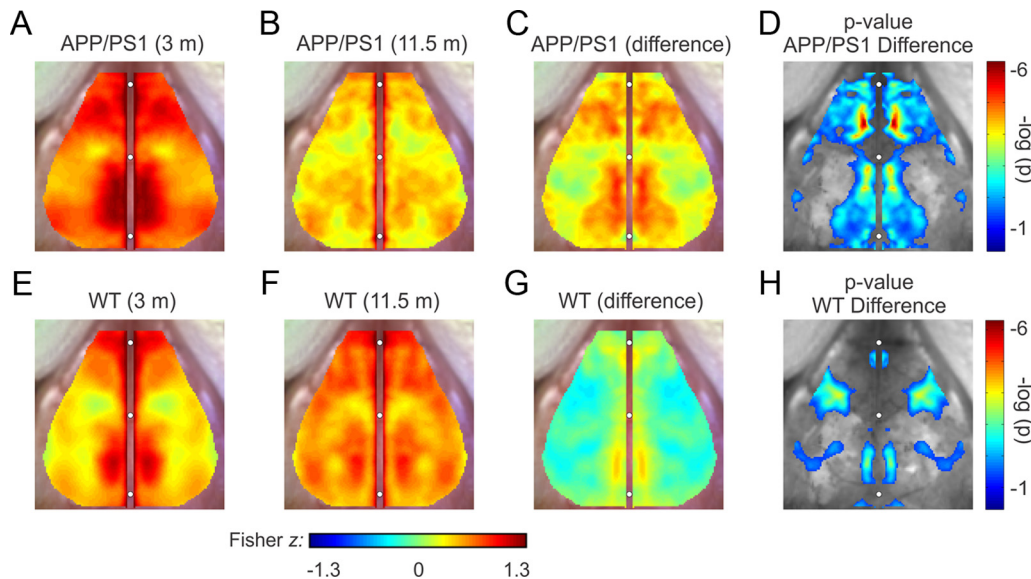 A
APP/PS1 (3 m)
B
APP/PS1 (11.5 m)
C
APP/PS1 (difference)
D
p-value
APP/PS1 Difference
-6
-log (p)
-1
E
WT (3 m)
F
WT (11.5 m)
G
WT (difference)
H
p-value
WT Difference
-6
-log (p)
-1
Fisher z:
-1.3
0
1.3